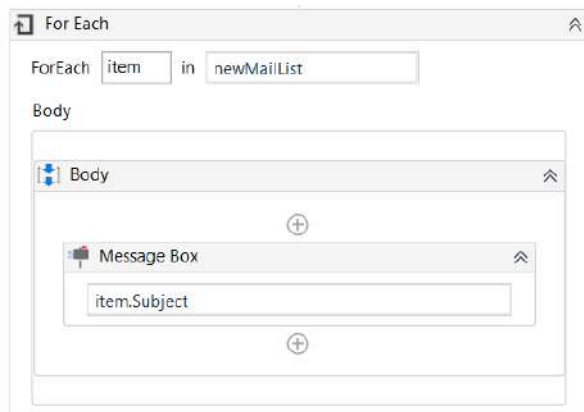 For Each
ForEach item in newMailList
Body
Body
Message Box
item.Subject